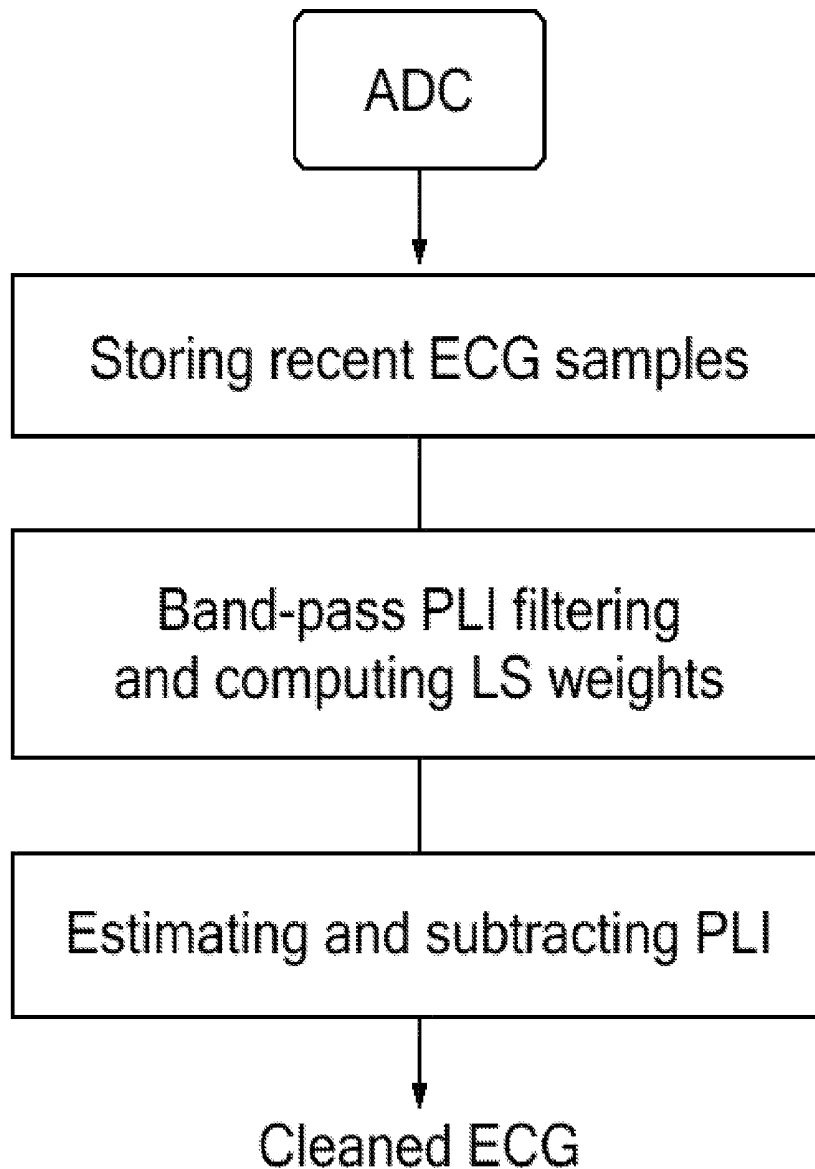 ADC
Storing recent ECG samples
Band-pass PLI filtering
and computing LS weights
Estimating and subtracting PLI
Cleaned ECG